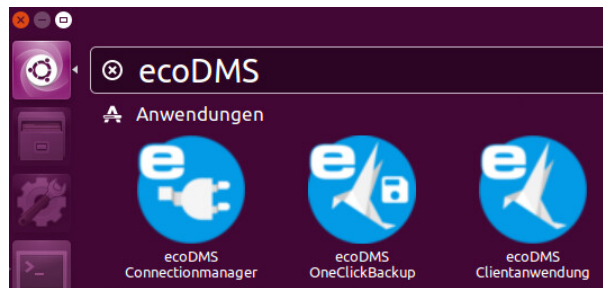 ecoDMS
Anwendungen
ecoDMS
Connectionmanager
ecoDMS
OneClickBackup
ecoDMS
Clientanwendung